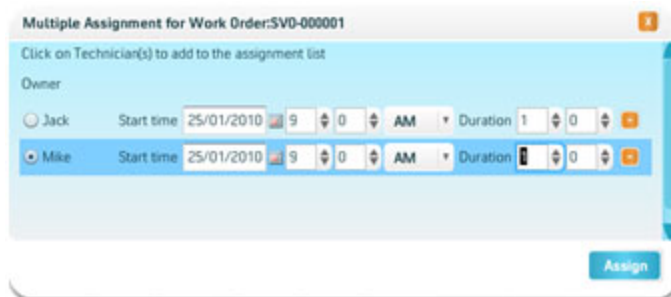 Multiple Assignment for Work Order:SVO-000001 X
Click on Technician(s) to add to the assignment list
Owner
Jack Start time 25/01/2010 9 0 AM Duration 1 0
Mike Start time 25/01/2010 9 0 AM Duration 1 0
Assign